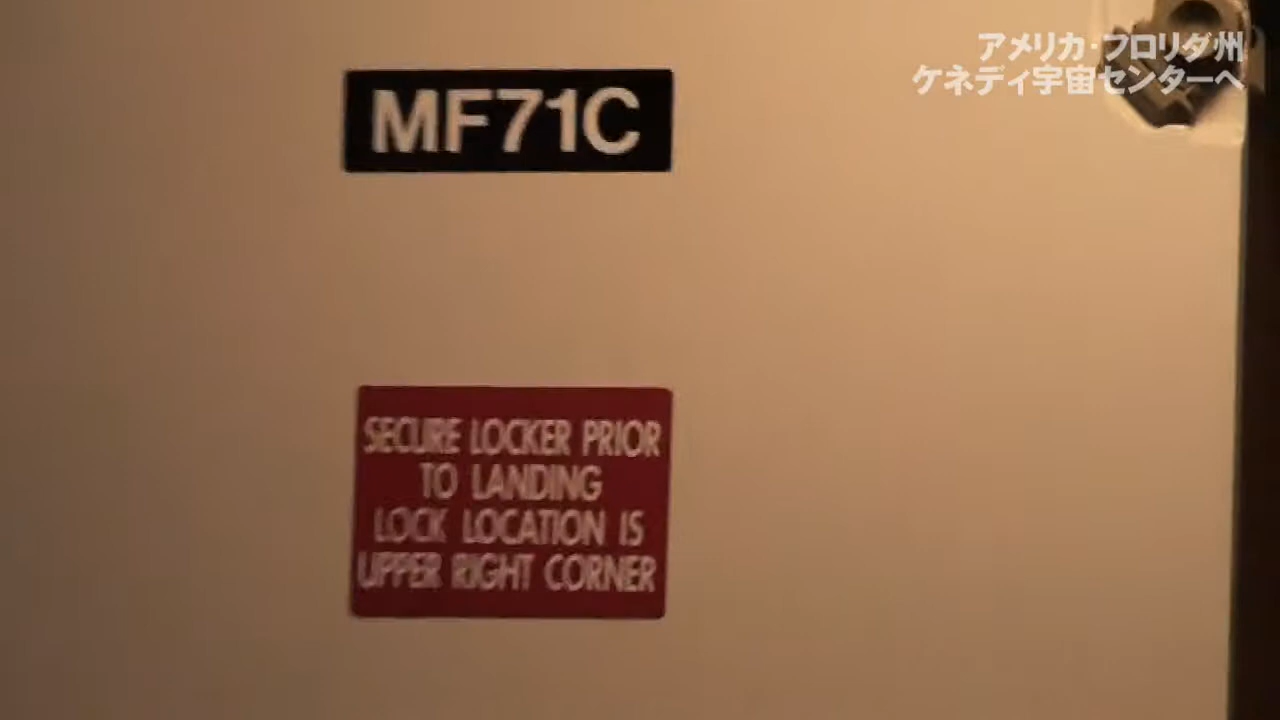 アメリカ・フロリダ州
ケネディ宇宙センターへ
MF71C
SECURE LOCKER PRIOR
TO LANDING
LOCK LOCATION IS
UPPER RIGHT CORNER